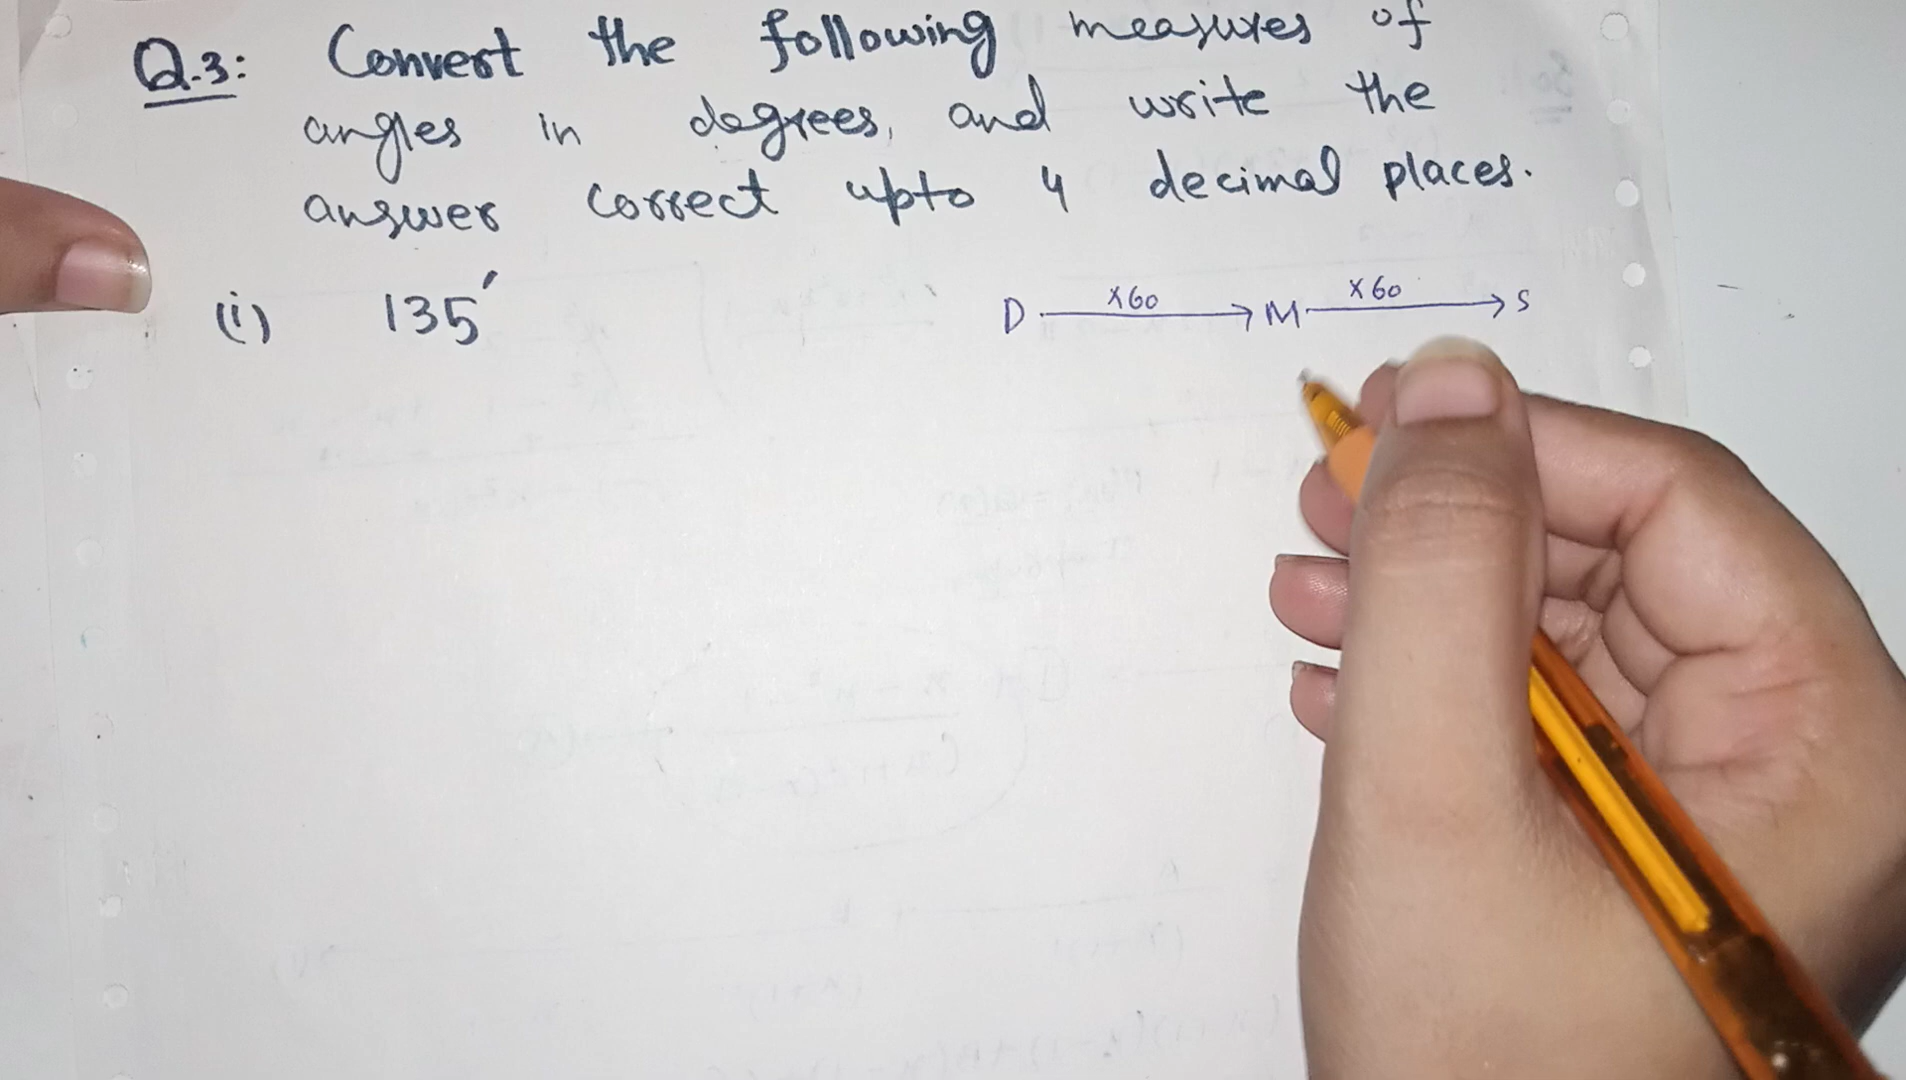 Q.3: Convert the following measures of
angles in degrees, and write the
answer correct upto 4 decimal places.
(i) 135′ D ×60 → M ×60 → S